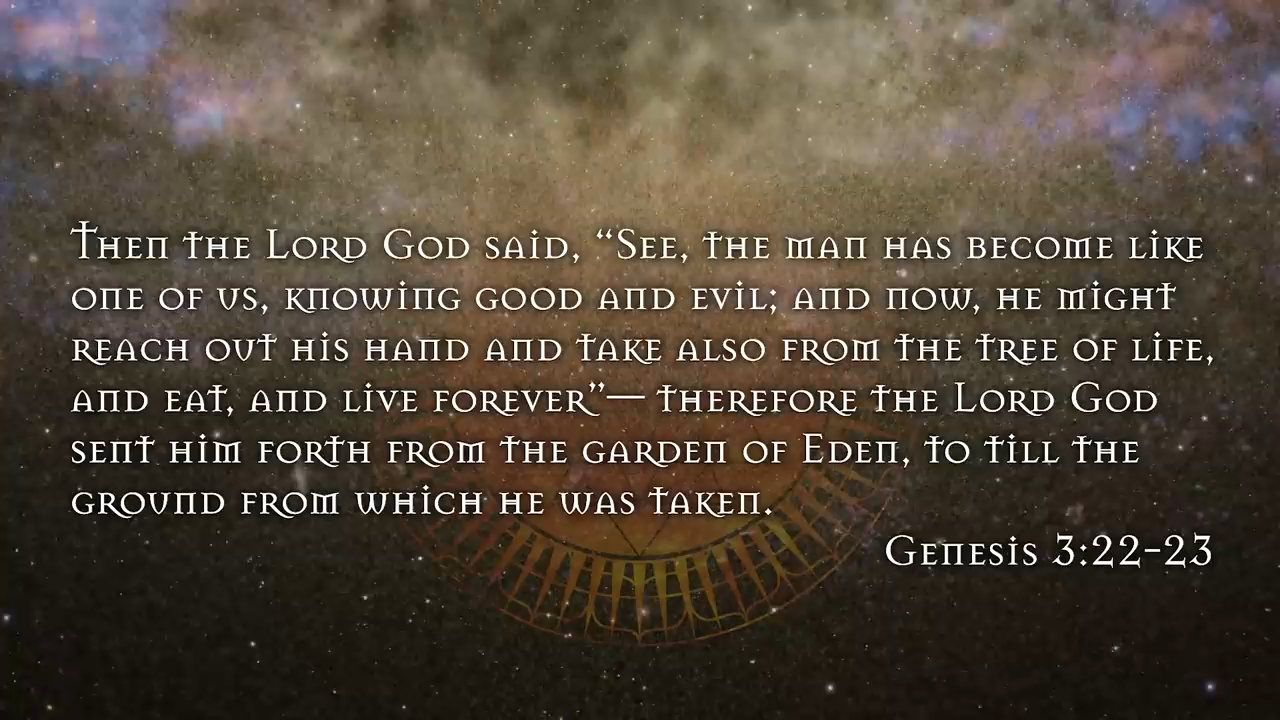 Then the Lord God said, “See, the man has become like
one of us, knowing good and evil; and now, he might
reach out his hand and take also from the tree of life,
and eat, and live forever”— therefore the Lord God
sent him forth from the garden of Eden, to till the
ground from which he was taken.
Genesis 3:22-23